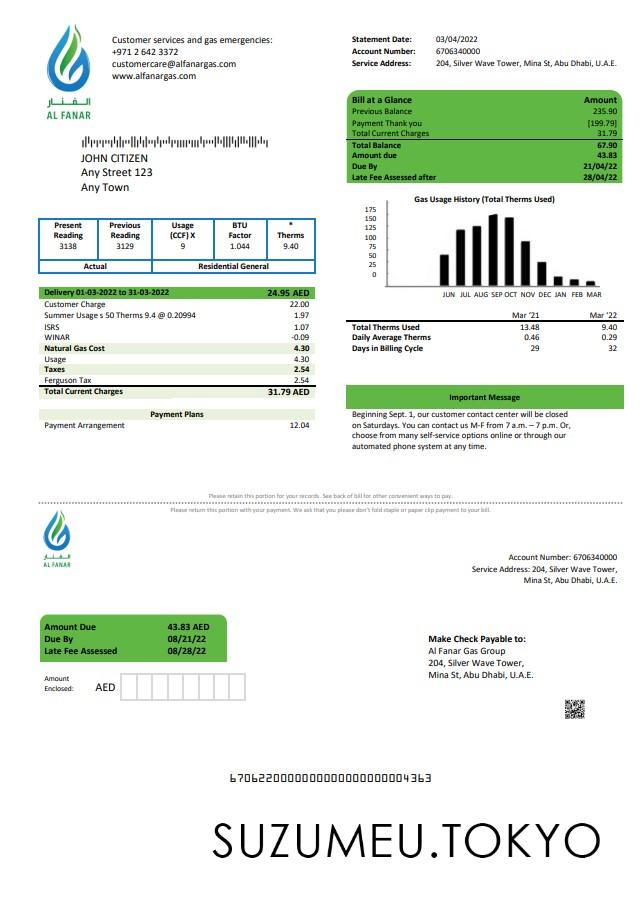 الفنار
AL FANAR
Customer services and gas emergencies:
+971 2 642 3372
customercare@alfanargas.com
www.alfanargas.com
Statement Date: 03/04/2022
Account Number: 6706340000
Service Address: 204, Silver Wave Tower, Mina St, Abu Dhabi, U.A.E.
Bill at a Glance Amount
Previous Balance 235.90
Payment Thank you [199.79]
Total Current Charges 31.79
Total Balance 67.90
Amount due 43.83
Due By 21/04/22
Late Fee Assessed after 28/04/22
JOHN CITIZEN
Any Street 123
Any Town
Present Reading Previous Reading Usage (CCF) X BTU Factor * Therms
3138 3129 9 1.044 9.40
Actual Residential General
Delivery 01-03-2022 to 31-03-2022 24.95 AED
Customer Charge 22.00
Summer Usage s 50 Therms 9.4 @ 0.20994 1.97
ISRS 1.07
WINAR -0.09
Natural Gas Cost 4.30
Usage 4.30
Taxes 2.54
Ferguson Tax 2.54
Total Current Charges 31.79 AED
Payment Plans
Payment Arrangement 12.04
Gas Usage History (Total Therms Used)
175
150
125
100
75
50
25
0
JUN JUL AUG SEP OCT NOV DEC JAN FEB MAR
Mar '21 Mar '22
Total Therms Used 13.48 9.40
Daily Average Therms 0.46 0.29
Days in Billing Cycle 29 32
Important Message
Beginning Sept. 1, our customer contact center will be closed
on Saturdays. You can contact us M-F from 7 a.m. – 7 p.m. Or,
choose from many self-service options online or through our
automated phone system at any time.
Please retain this portion for your records. See back of bill for other convenient ways to pay.
Please return this portion with your payment. We ask that you please don't fold staple or paper clip payment to your bill.
الفنار
AL FANAR
Account Number: 6706340000
Service Address: 204, Silver Wave Tower,
Mina St, Abu Dhabi, U.A.E.
Amount Due 43.83 AED
Due By 08/21/22
Late Fee Assessed 08/28/22
Amount
Enclosed: AED
Make Check Payable to:
Al Fanar Gas Group
204, Silver Wave Tower,
Mina St, Abu Dhabi, U.A.E.
6706220000000000000000004363
SUZUMEU.TOKYO